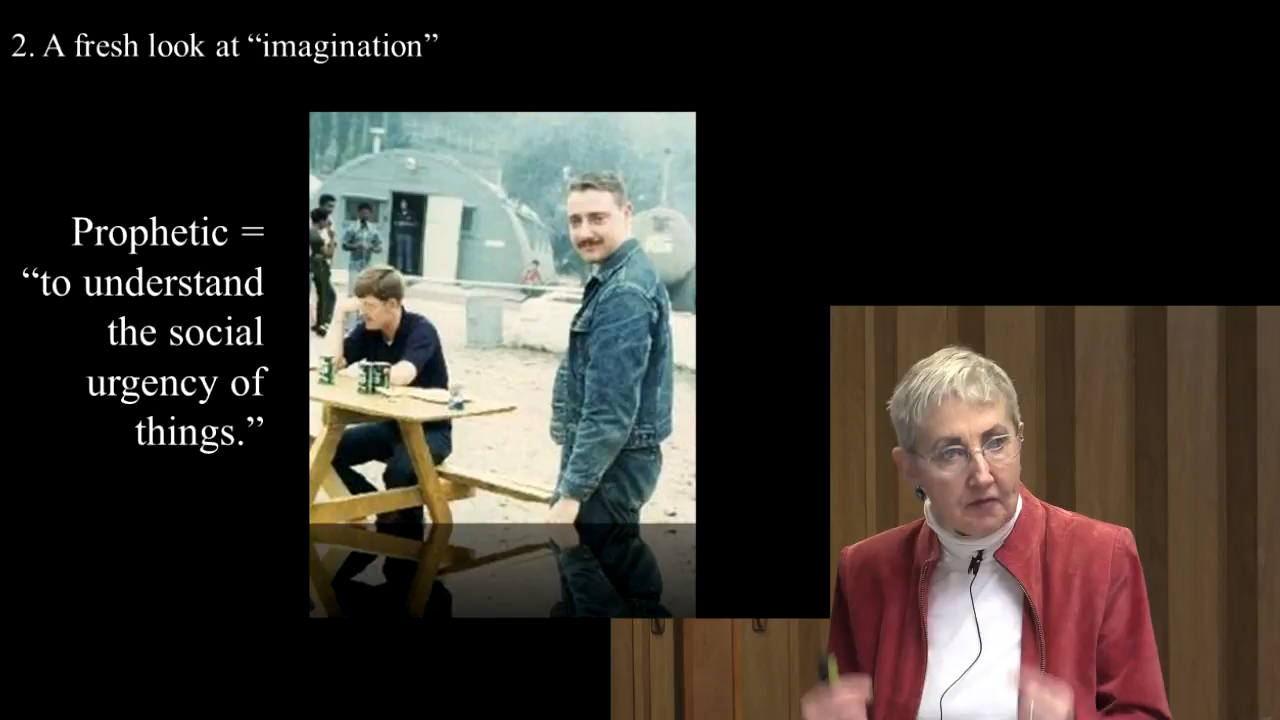 2. A fresh look at “imagination”
Prophetic =
“to understand
the social
urgency of
things.”